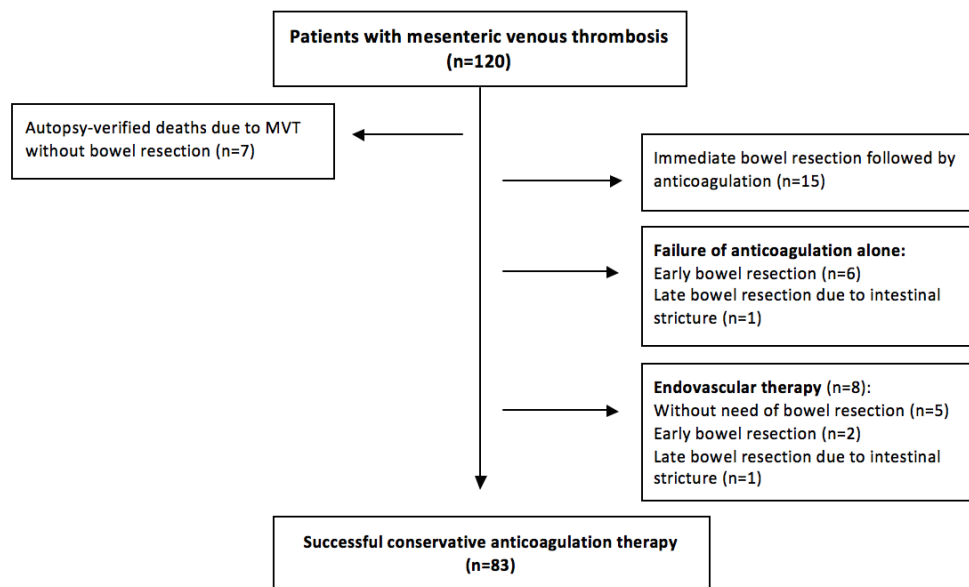 Patients with mesenteric venous thrombosis
(n=120)
Autopsy-verified deaths due to MVT
without bowel resection (n=7)
Immediate bowel resection followed by
anticoagulation (n=15)
Failure of anticoagulation alone:
Early bowel resection (n=6)
Late bowel resection due to intestinal
stricture (n=1)
Endovascular therapy (n=8):
Without need of bowel resection (n=5)
Early bowel resection (n=2)
Late bowel resection due to intestinal
stricture (n=1)
Successful conservative anticoagulation therapy
(n=83)